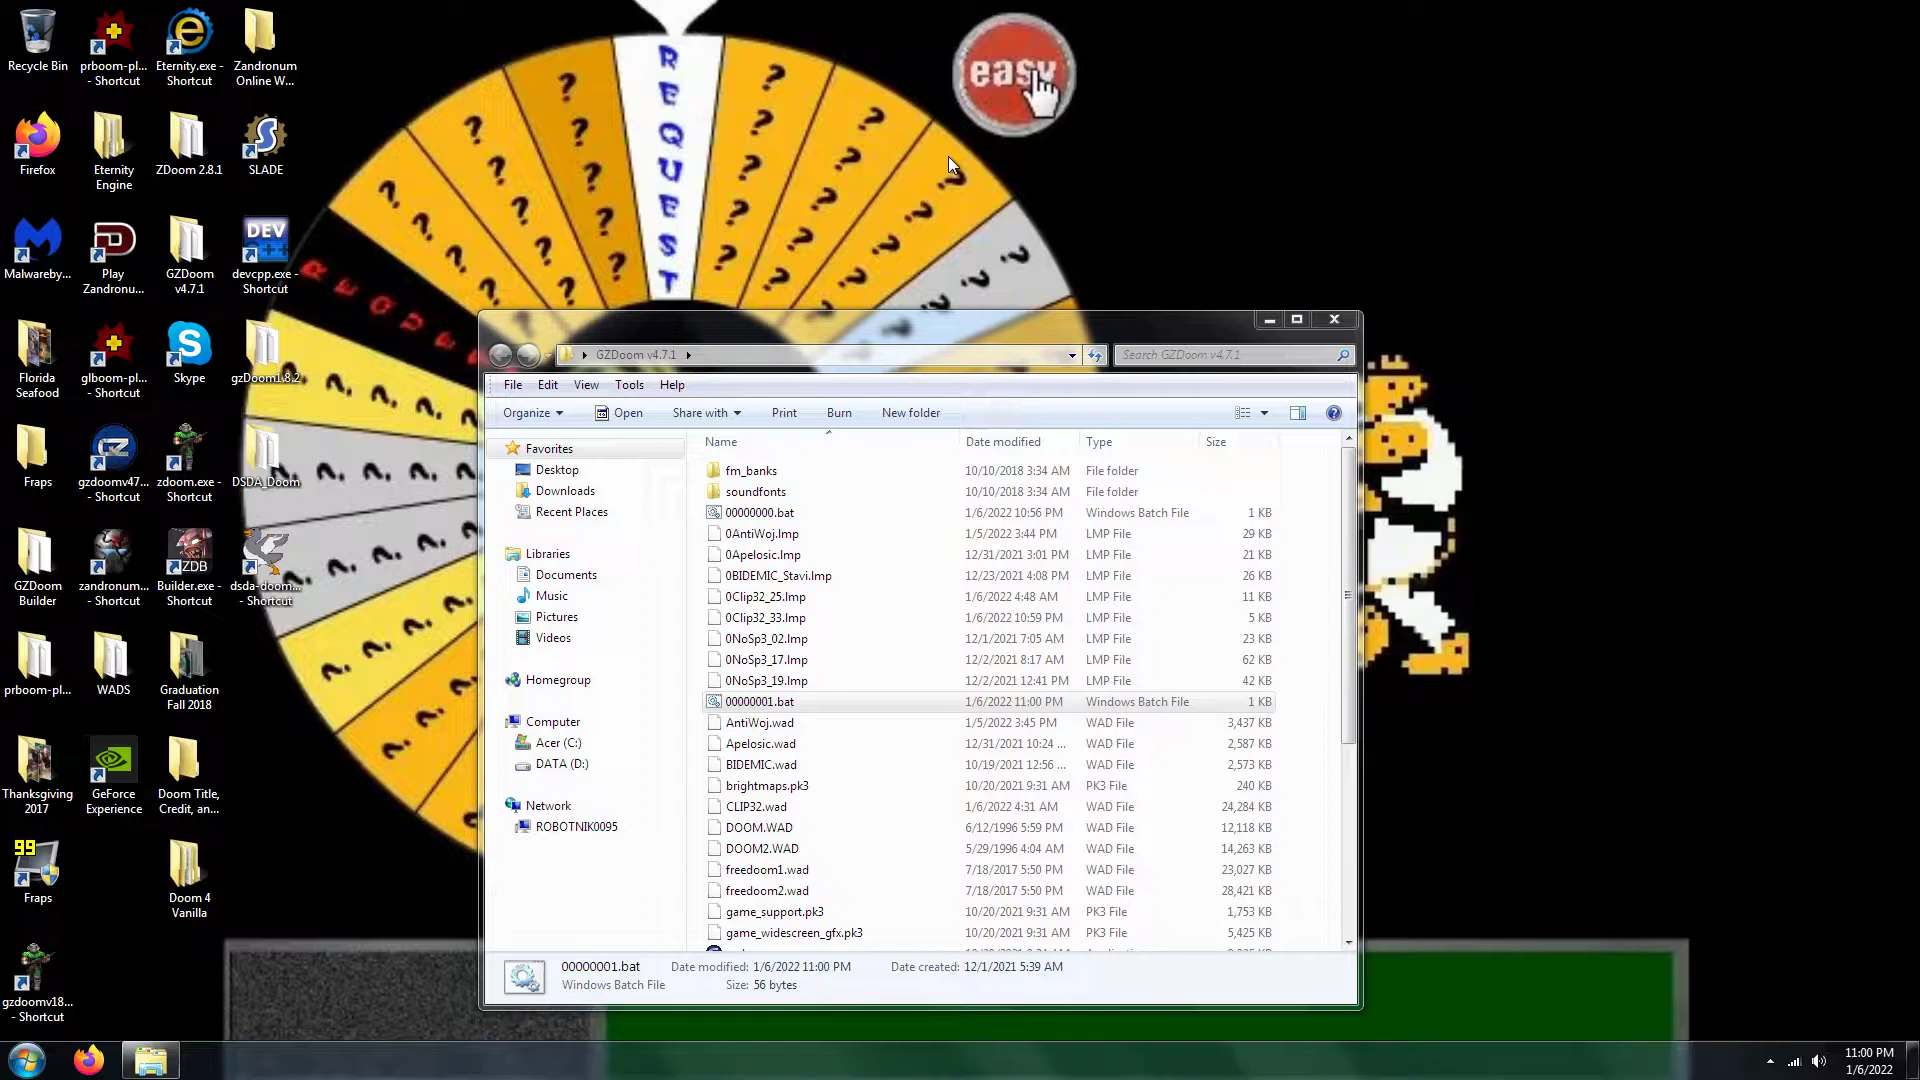 Recycle Bin
prboom-pl...
- Shortcut
Eternity.exe -
Shortcut
Zandronum
Online W...
Firefox
Eternity
Engine
ZDoom 2.8.1
SLADE
Malwareby...
Play
Zandronu...
GZDoom
v4.7.1
DEV
devcpp.exe -
Shortcut
Florida
Seafood
glboom-pl...
- Shortcut
Skype
gzDoom1.8.2
Fraps
gzdoomv47...
- Shortcut
zdoom.exe -
Shortcut
DSDA_Doom
GZDoom
Builder
zandronum...
- Shortcut
ZDB
Builder.exe -
Shortcut
dsda-doom...
- Shortcut
prboom-pl...
WADS
Graduation
Fall 2018
Thanksgiving
2017
GeForce
Experience
Doom Title,
Credit, an...
99
Fraps
Doom 4
Vanilla
gzdoomv18...
- Shortcut
REQUEST
easy
GZDoom v4.7.1
Search GZDoom v4.7.1
File Edit View Tools Help
Organize Open Share with Print Burn New folder
Favorites
Desktop
Downloads
Recent Places
Libraries
Documents
Music
Pictures
Videos
Homegroup
Computer
Acer (C:)
DATA (D:)
Network
ROBOTNIK0095
Name Date modified Type Size
fm_banks 10/10/2018 3:34 AM File folder
soundfonts 10/10/2018 3:34 AM File folder
00000000.bat 1/6/2022 10:56 PM Windows Batch File 1 KB
0AntiWoj.lmp 1/5/2022 3:44 PM LMP File 29 KB
0Apelosic.lmp 12/31/2021 3:01 PM LMP File 21 KB
0BIDEMIC_Stavi.lmp 12/23/2021 4:08 PM LMP File 26 KB
0Clip32_25.lmp 1/6/2022 4:48 AM LMP File 11 KB
0Clip32_33.lmp 1/6/2022 10:59 PM LMP File 5 KB
0NoSp3_02.lmp 12/1/2021 7:05 AM LMP File 23 KB
0NoSp3_17.lmp 12/2/2021 8:17 AM LMP File 62 KB
0NoSp3_19.lmp 12/2/2021 12:41 PM LMP File 42 KB
00000001.bat 1/6/2022 11:00 PM Windows Batch File 1 KB
AntiWoj.wad 1/5/2022 3:45 PM WAD File 3,437 KB
Apelosic.wad 12/31/2021 10:24 ... WAD File 2,587 KB
BIDEMIC.wad 10/19/2021 12:56 ... WAD File 2,573 KB
brightmaps.pk3 10/20/2021 9:31 AM PK3 File 240 KB
CLIP32.wad 1/6/2022 4:31 AM WAD File 24,284 KB
DOOM.WAD 6/12/1996 5:59 PM WAD File 12,118 KB
DOOM2.WAD 5/29/1996 4:04 AM WAD File 14,263 KB
freedoom1.wad 7/18/2017 5:50 PM WAD File 23,027 KB
freedoom2.wad 7/18/2017 5:50 PM WAD File 28,421 KB
game_support.pk3 10/20/2021 9:31 AM PK3 File 1,753 KB
game_widescreen_gfx.pk3 10/20/2021 9:31 AM PK3 File 5,425 KB
00000001.bat Date modified: 1/6/2022 11:00 PM Date created: 12/1/2021 5:39 AM
Windows Batch File Size: 56 bytes
11:00 PM
1/6/2022